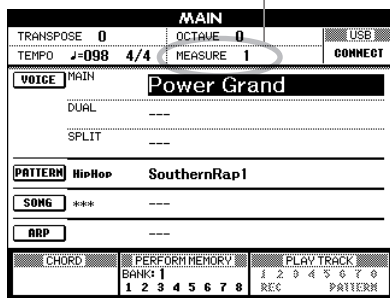 MAIN
TRANSPOSE 0 OCTAVE 0 USB
TEMPO ♩=098 4/4 MEASURE 1 CONNECT
VOICE MAIN Power Grand
DUAL ---
SPLIT ---
PATTERN HipHop SouthernRap1
SONG *** ---
ARP ---
CHORD PERFORM MEMORY PLAY TRACK
BANK: 1 1 2 3 4 5 6 7 8
1 2 3 4 5 6 7 8 REC PATTERN